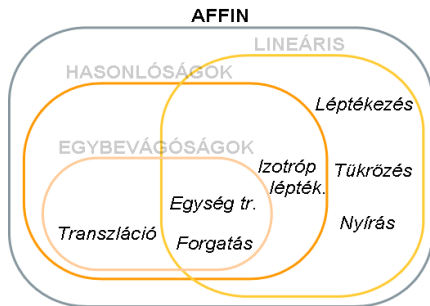 AFFIN
LINEÁRIS
HASONLÓSÁGOK
Léptékezés
EGYBEVÁGÓSÁGOK
Izotróp
lépték.
Tükrözés
Egység tr.
Transzláció
Forgatás
Nyírás